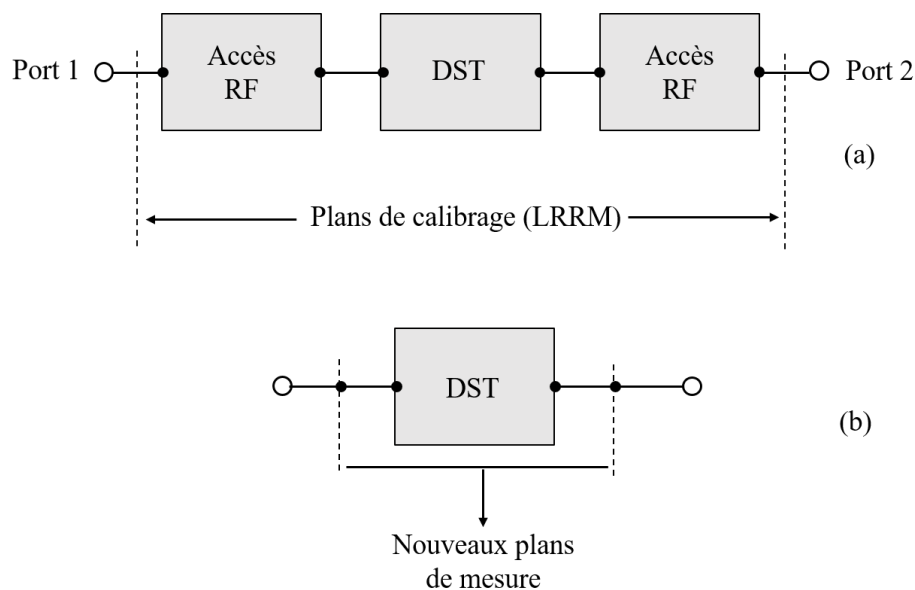 Port 1
Accès
RF
DST
Accès
RF
Port 2
(a)
Plans de calibrage (LRRM)
DST
(b)
Nouveaux plans
de mesure